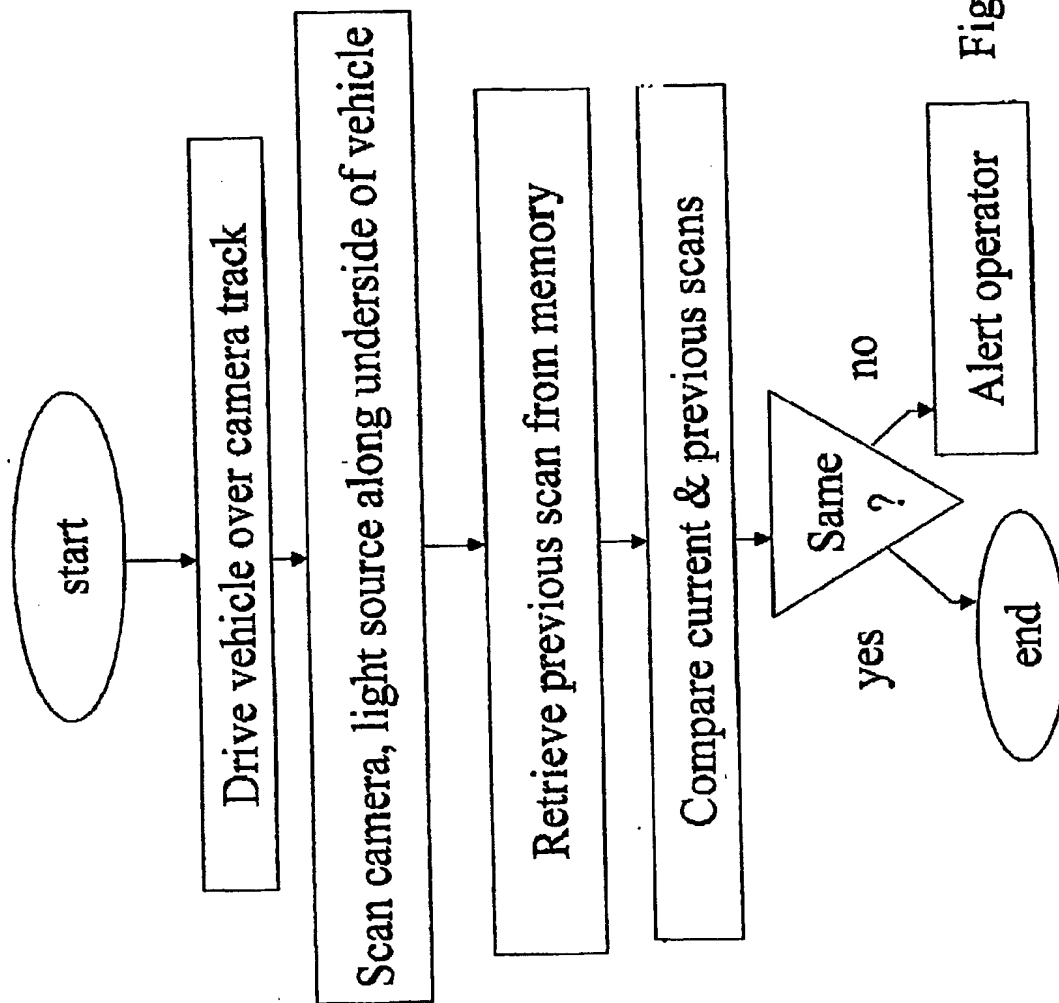 start
Drive vehicle over camera track
Scan camera, light source along underside of vehicle
Retrieve previous scan from memory
Compare current & previous scans
Same
?
yes
no
end
Alert operator
Fig